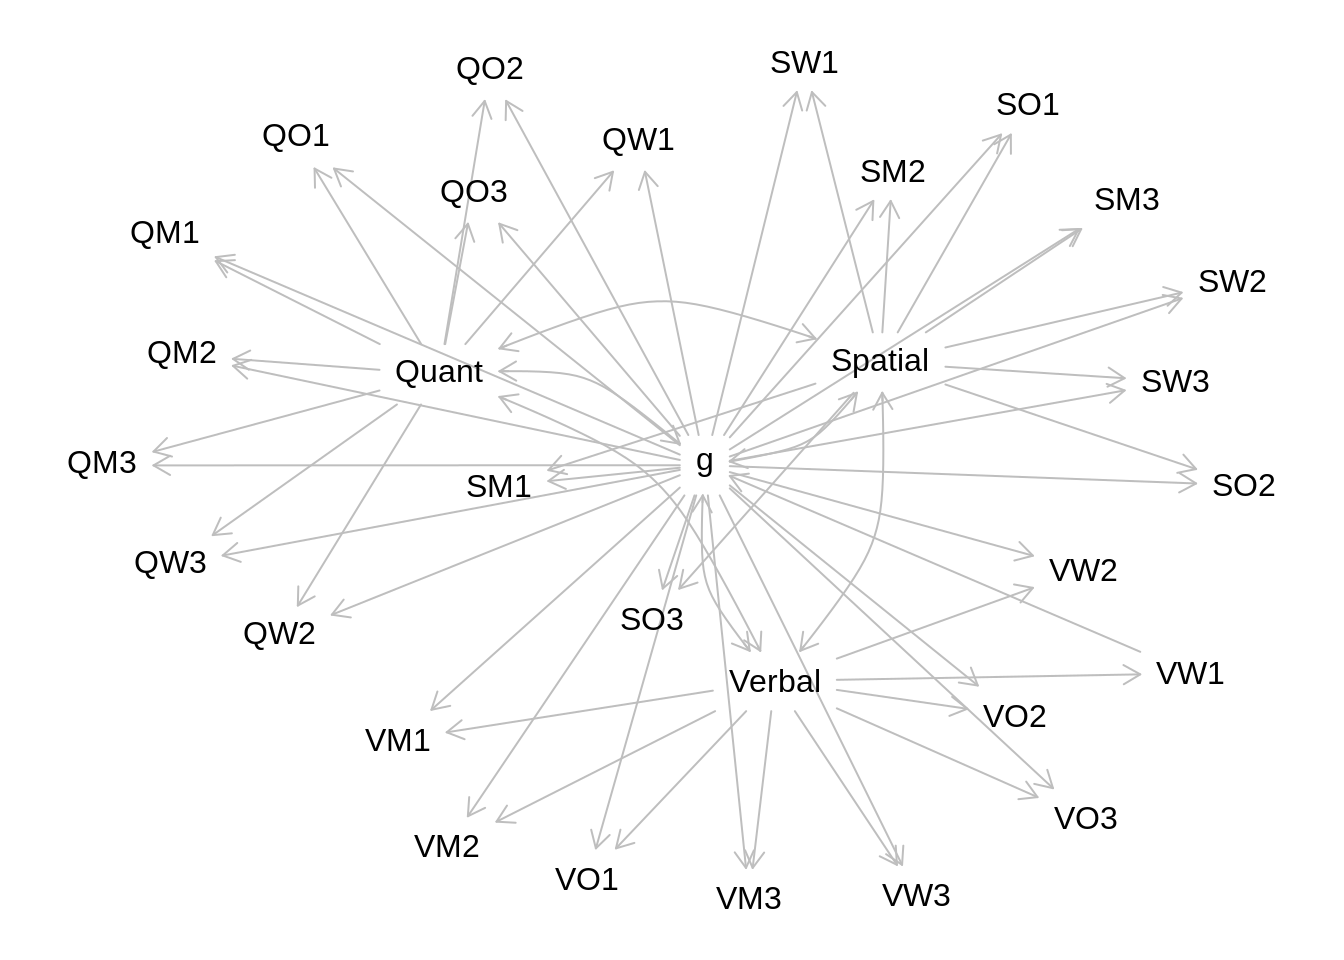 SW1
QO2
SO1
QO1
QW1
SM2
QO3
SM3
QM1
SW2
QM2
Spatial
Quant
SW3
QM3
g
SM1
SO2
QW3
VW2
SO3
QW2
VW1
Verbal
VO2
VM1
VO3
VM2
VO1
VW3
VM3